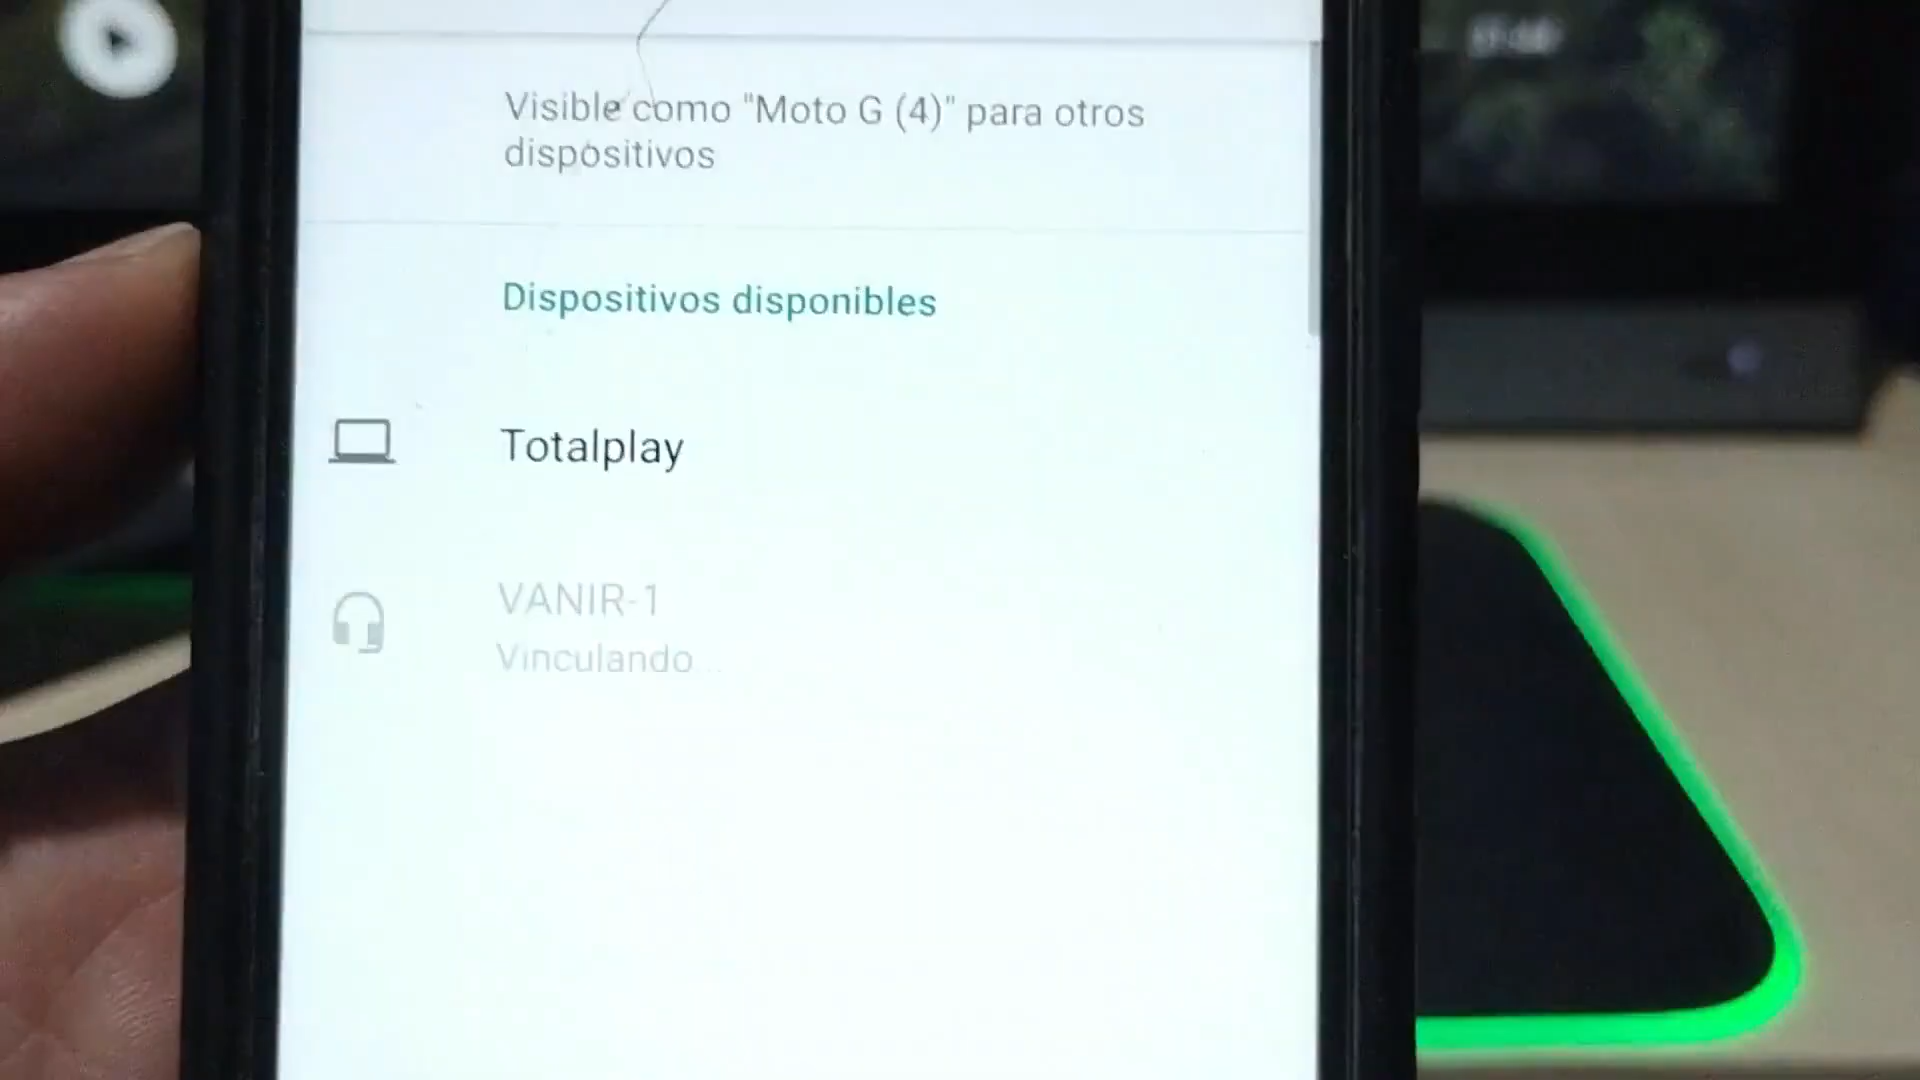 Visible como "Moto G (4)" para otros
dispositivos
Dispositivos disponibles
Totalplay
VANIR-1
Vinculando...